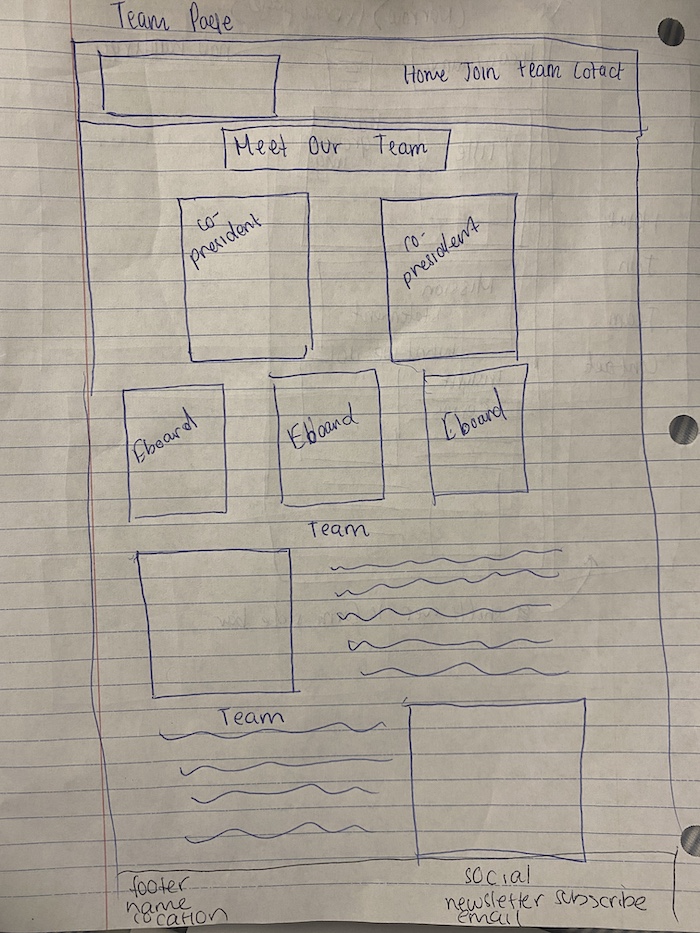 Team Page
Home Join team Cotact
Meet Our Team
co-
president
co-
president
Eboard
Eboard
Eboard
Team
Team
footer
name
location
social
newsletter subscribe
email